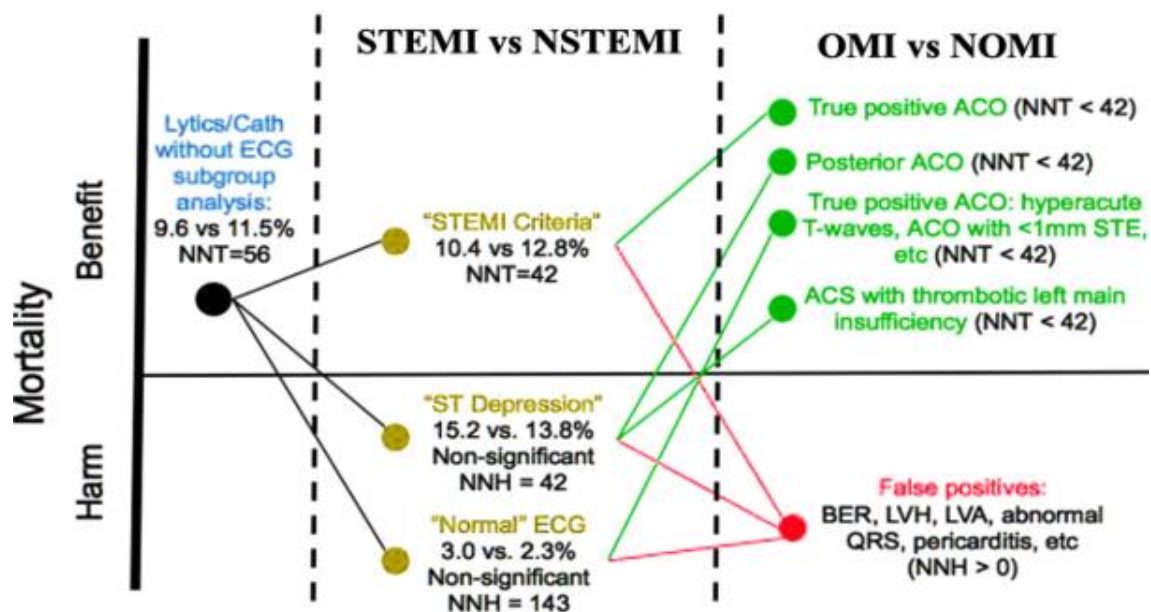 STEMI vs NSTEMI
OMI vs NOMI
Mortality
Benefit
Harm
Lytics/Cath
without ECG
subgroup
analysis:
9.6 vs 11.5%
NNT=56
"STEMI Criteria"
10.4 vs 12.8%
NNT=42
"ST Depression"
15.2 vs. 13.8%
Non-significant
NNH = 42
"Normal" ECG
3.0 vs. 2.3%
Non-significant
NNH = 143
True positive ACO (NNT < 42)
Posterior ACO (NNT < 42)
True positive ACO: hyperacute
T-waves, ACO with <1mm STE,
etc (NNT < 42)
ACS with thrombotic left main
insufficiency (NNT < 42)
False positives:
BER, LVH, LVA, abnormal
QRS, pericarditis, etc
(NNH > 0)